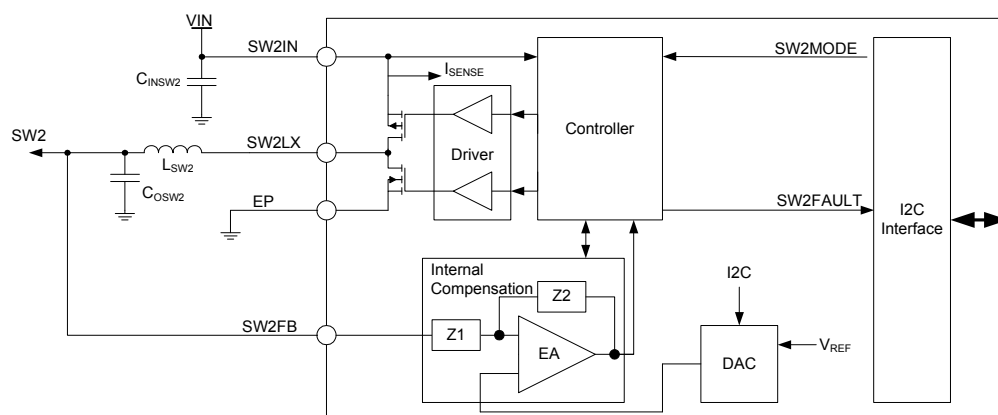 VIN
SW2IN
SW2MODE
CINSW2
ISENSE
Controller
SW2
SW2LX
Driver
LSW2
COSW2
EP
SW2FAULT
I2C
Interface
Internal
Compensation
Z2
I2C
SW2FB
Z1
EA
DAC
VREF